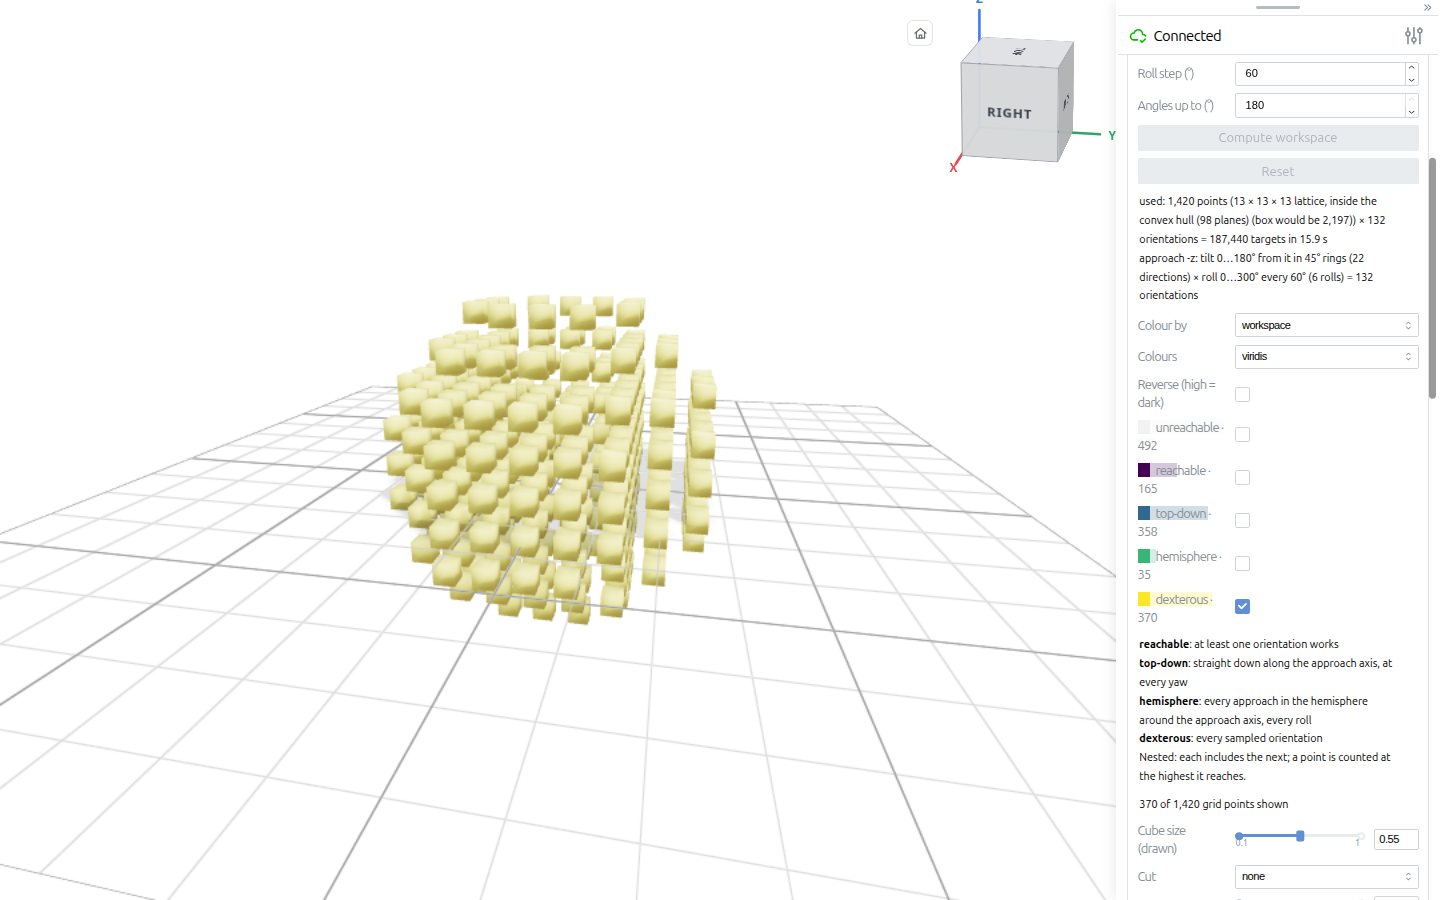 Z
»
Connected
RIGHT
Y
X
Roll step (°)
60
Angles up to (°)
180
Compute workspace
Reset
used: 1,420 points (13 × 13 × 13 lattice, inside the
convex hull (98 planes) (box would be 2,197)) × 132
orientations = 187,440 targets in 15.9 s
approach -z: tilt 0…180° from it in 45° rings (22
directions) × roll 0…300° every 60° (6 rolls) = 132
orientations
Colour by
workspace
Colours
viridis
Reverse (high =
dark)
unreachable ·
492
reachable ·
165
top-down ·
358
hemisphere ·
35
dexterous ·
370
reachable: at least one orientation works
top-down: straight down along the approach axis, at
every yaw
hemisphere: every approach in the hemisphere
around the approach axis, every roll
dexterous: every sampled orientation
Nested: each includes the next; a point is counted at
the highest it reaches.
370 of 1,420 grid points shown
Cube size
(drawn)
0.1
1
0.55
Cut
none